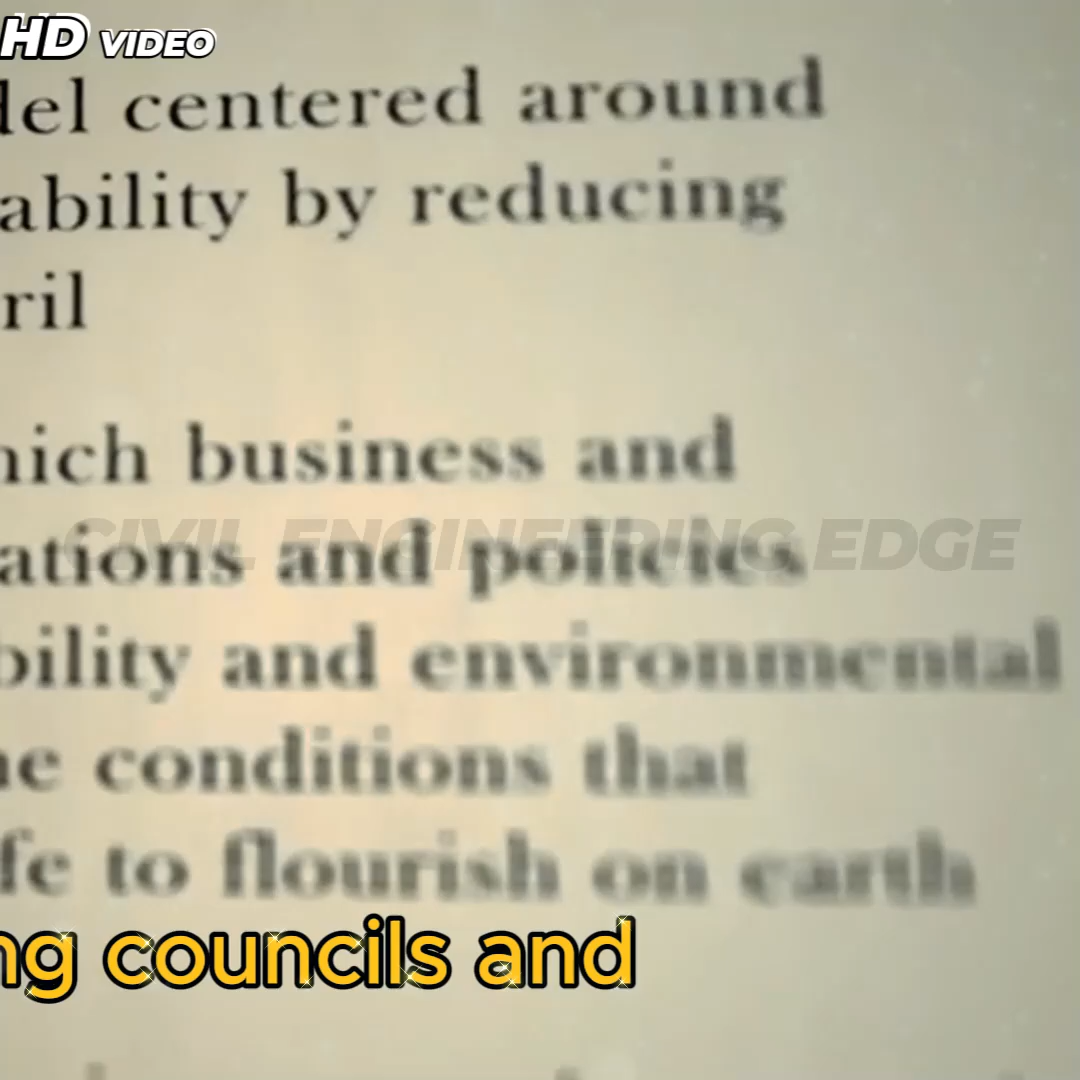 HD VIDEO
del centered around
ability by reducing
ril
hich business and
CIVIL ENGINEERING EDGE
ations and policies
bility and environmental
he conditions that
fe to flourish on earth
ng councils and